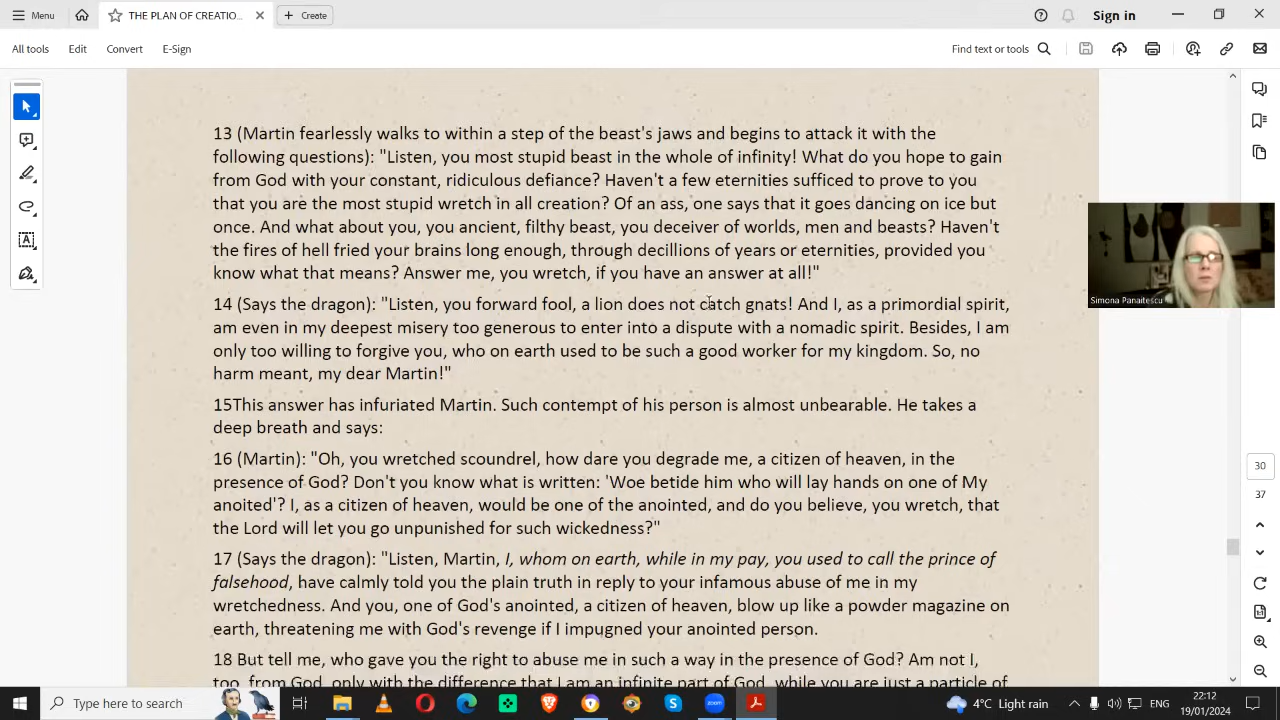 Menu
THE PLAN OF CREATIO...
Create
Sign in
All tools
Edit
Convert
E-Sign
Find text or tools
13 (Martin fearlessly walks to within a step of the beast's jaws and begins to attack it with the
following questions): "Listen, you most stupid beast in the whole of infinity! What do you hope to gain
from God with your constant, ridiculous defiance? Haven't a few eternities sufficed to prove to you
that you are the most stupid wretch in all creation? Of an ass, one says that it goes dancing on ice but
once. And what about you, you ancient, filthy beast, you deceiver of worlds, men and beasts? Haven't
the fires of hell fried your brains long enough, through decillions of years or eternities, provided you
know what that means? Answer me, you wretch, if you have an answer at all!"
14 (Says the dragon): "Listen, you forward fool, a lion does not catch gnats! And I, as a primordial spirit,
am even in my deepest misery too generous to enter into a dispute with a nomadic spirit. Besides, I am
only too willing to forgive you, who on earth used to be such a good worker for my kingdom. So, no
harm meant, my dear Martin!"
15This answer has infuriated Martin. Such contempt of his person is almost unbearable. He takes a
deep breath and says:
16 (Martin): "Oh, you wretched scoundrel, how dare you degrade me, a citizen of heaven, in the
presence of God? Don't you know what is written: 'Woe betide him who will lay hands on one of My
anoited'? I, as a citizen of heaven, would be one of the anointed, and do you believe, you wretch, that
the Lord will let you go unpunished for such wickedness?"
17 (Says the dragon): "Listen, Martin, I, whom on earth, while in my pay, you used to call the prince of
falsehood, have calmly told you the plain truth in reply to your infamous abuse of me in my
wretchedness. And you, one of God's anointed, a citizen of heaven, blow up like a powder magazine on
earth, threatening me with God's revenge if I impugned your anointed person.
18 But tell me, who gave you the right to abuse me in such a way in the presence of God? Am not I,
too, from God, only with the difference that I am an infinite part of God, while you are just a particle of
Simona Panaitescu
30
37
Type here to search
4°C Light rain
ENG
22:12
19/01/2024